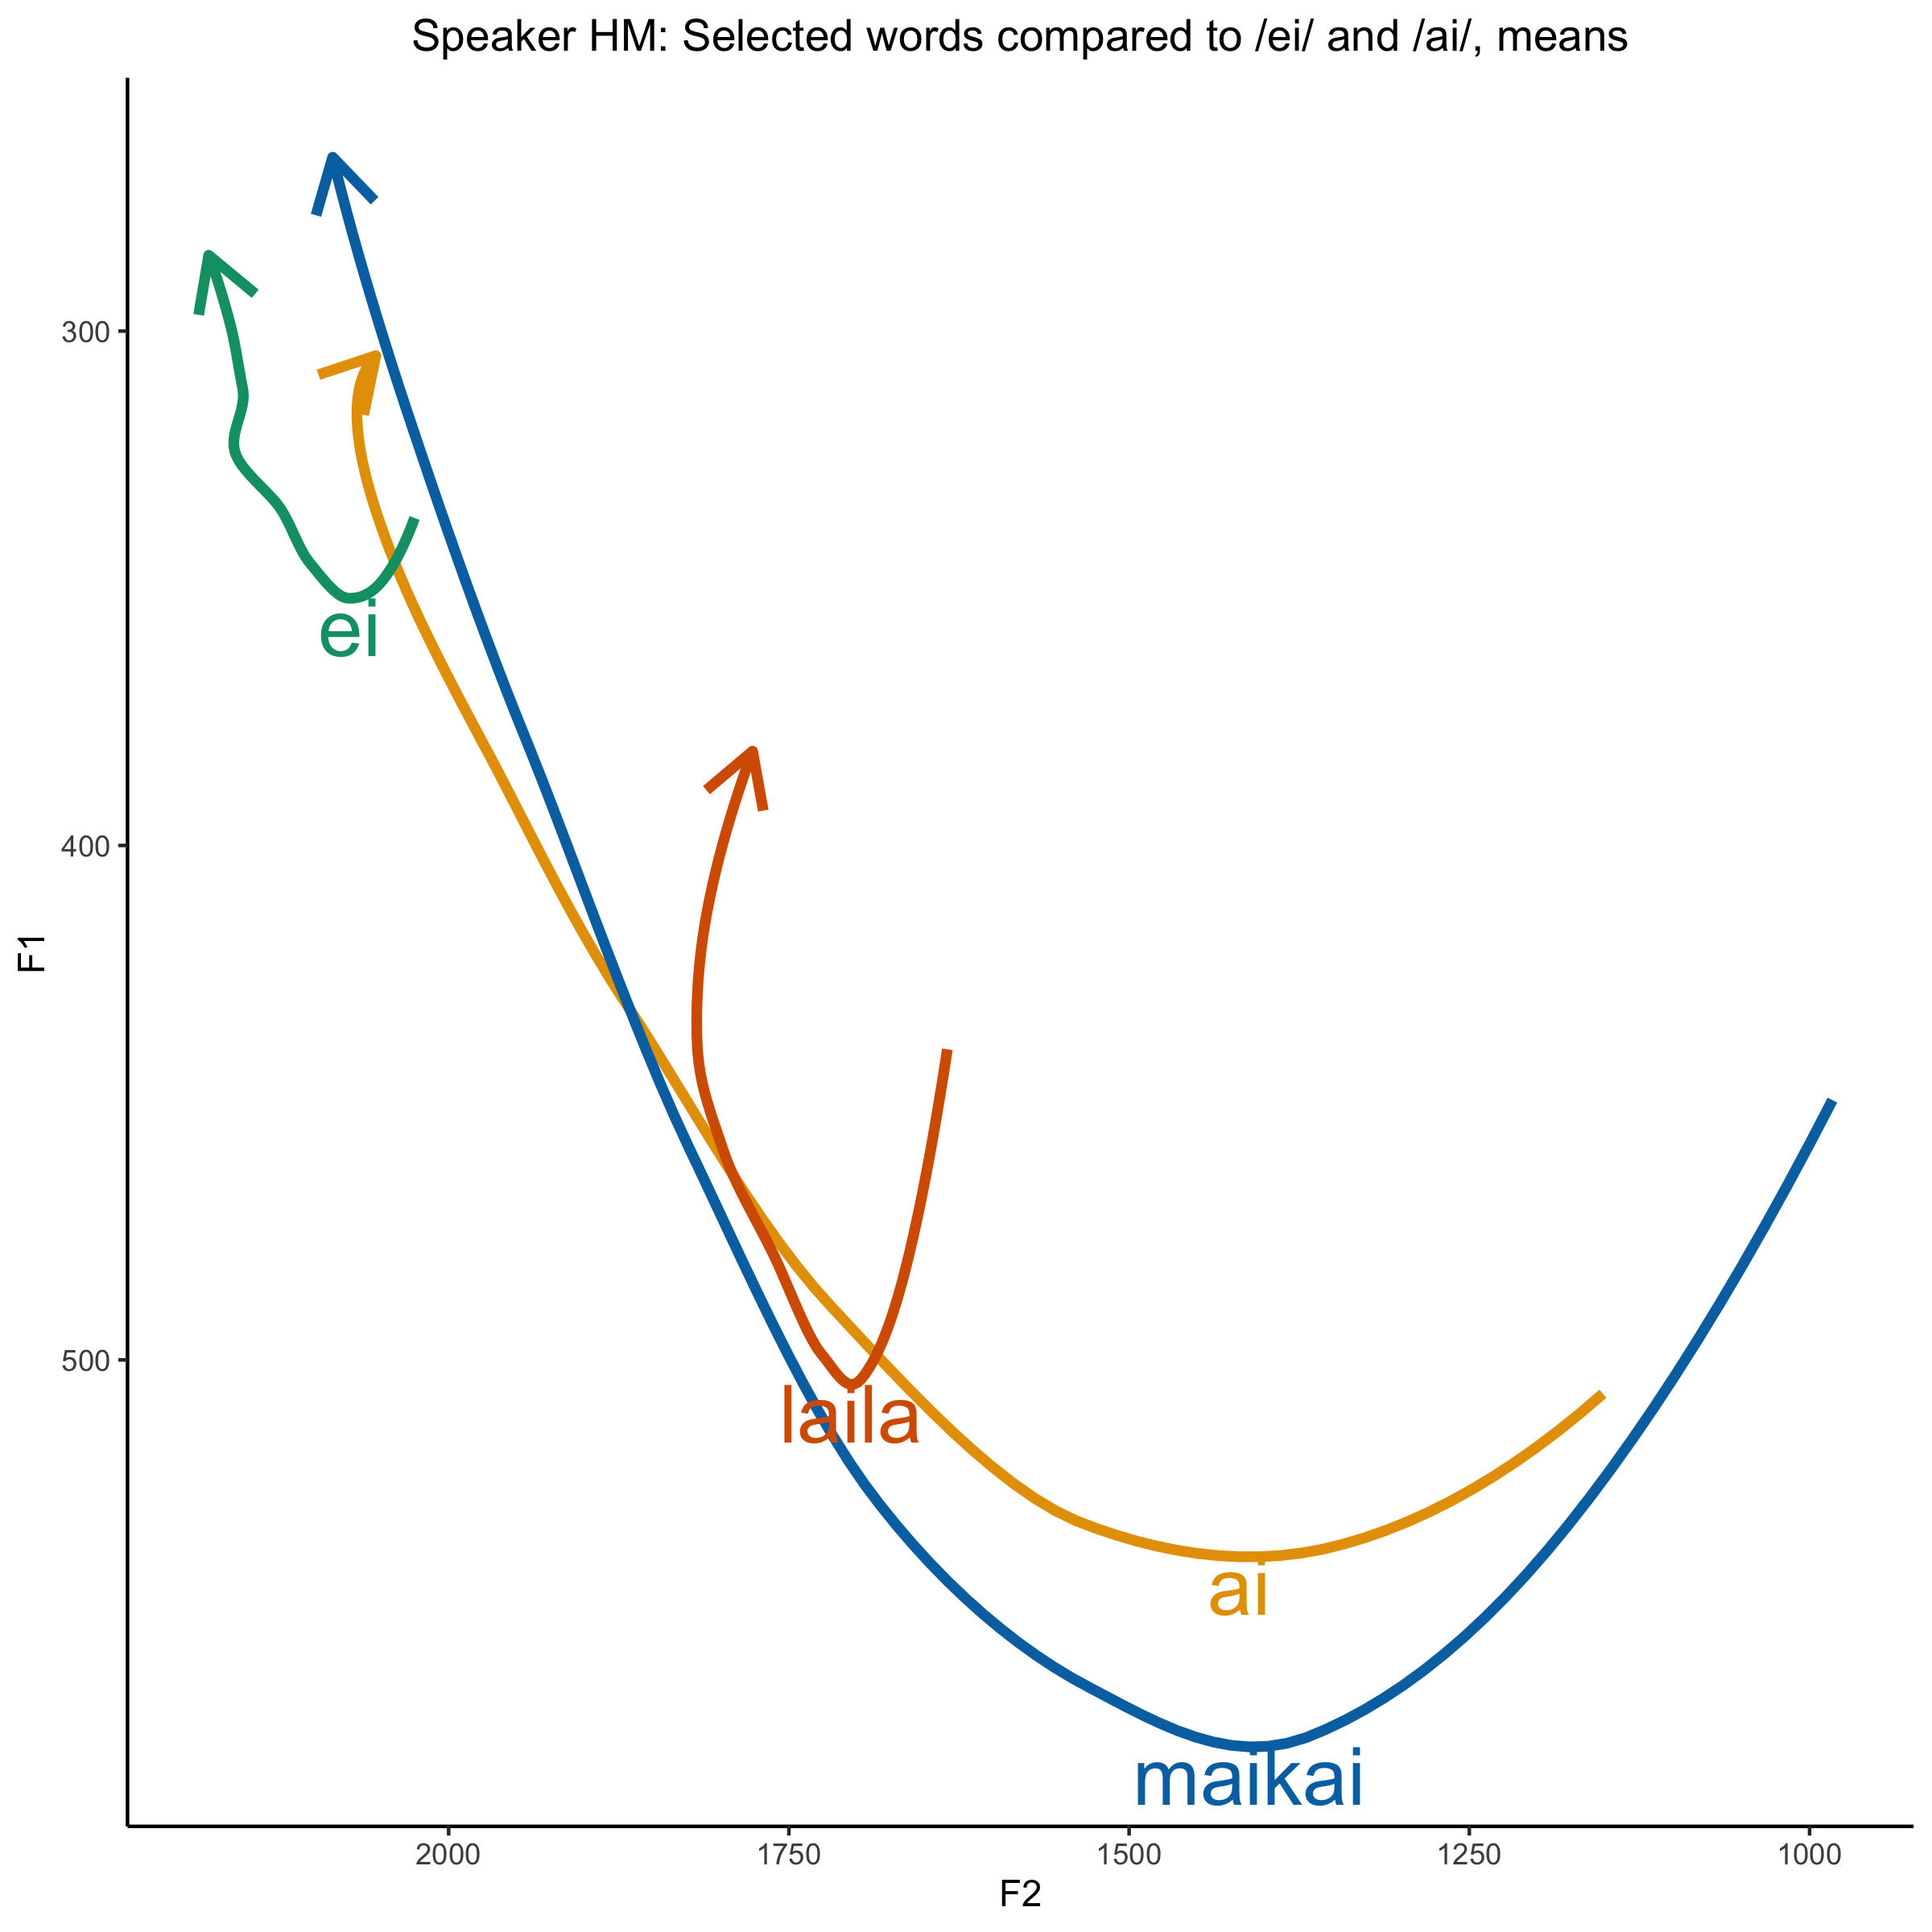 Speaker HM: Selected words compared to /ei/ and /ai/, means
300
ei
400
F1
500
laila
ai
maikai
2000 1750 1500 1250 1000
F2